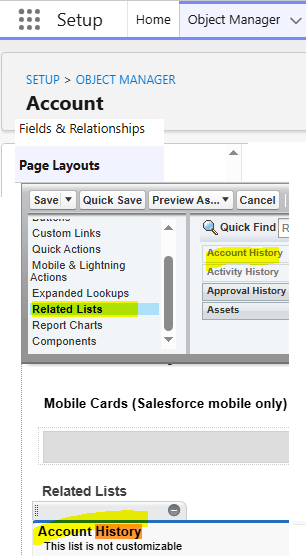 Setup Home Object Manager
SETUP > OBJECT MANAGER
Account
Fields & Relationships
Page Layouts
Save Quick Save Preview As... Cancel
Buttons
Custom Links
Quick Actions
Mobile & Lightning
Actions
Expanded Lookups
Related Lists
Report Charts
Components
Quick Find
Account History
Activity History
Approval History
Assets
Mobile Cards (Salesforce mobile only)
Related Lists
Account History
This list is not customizable